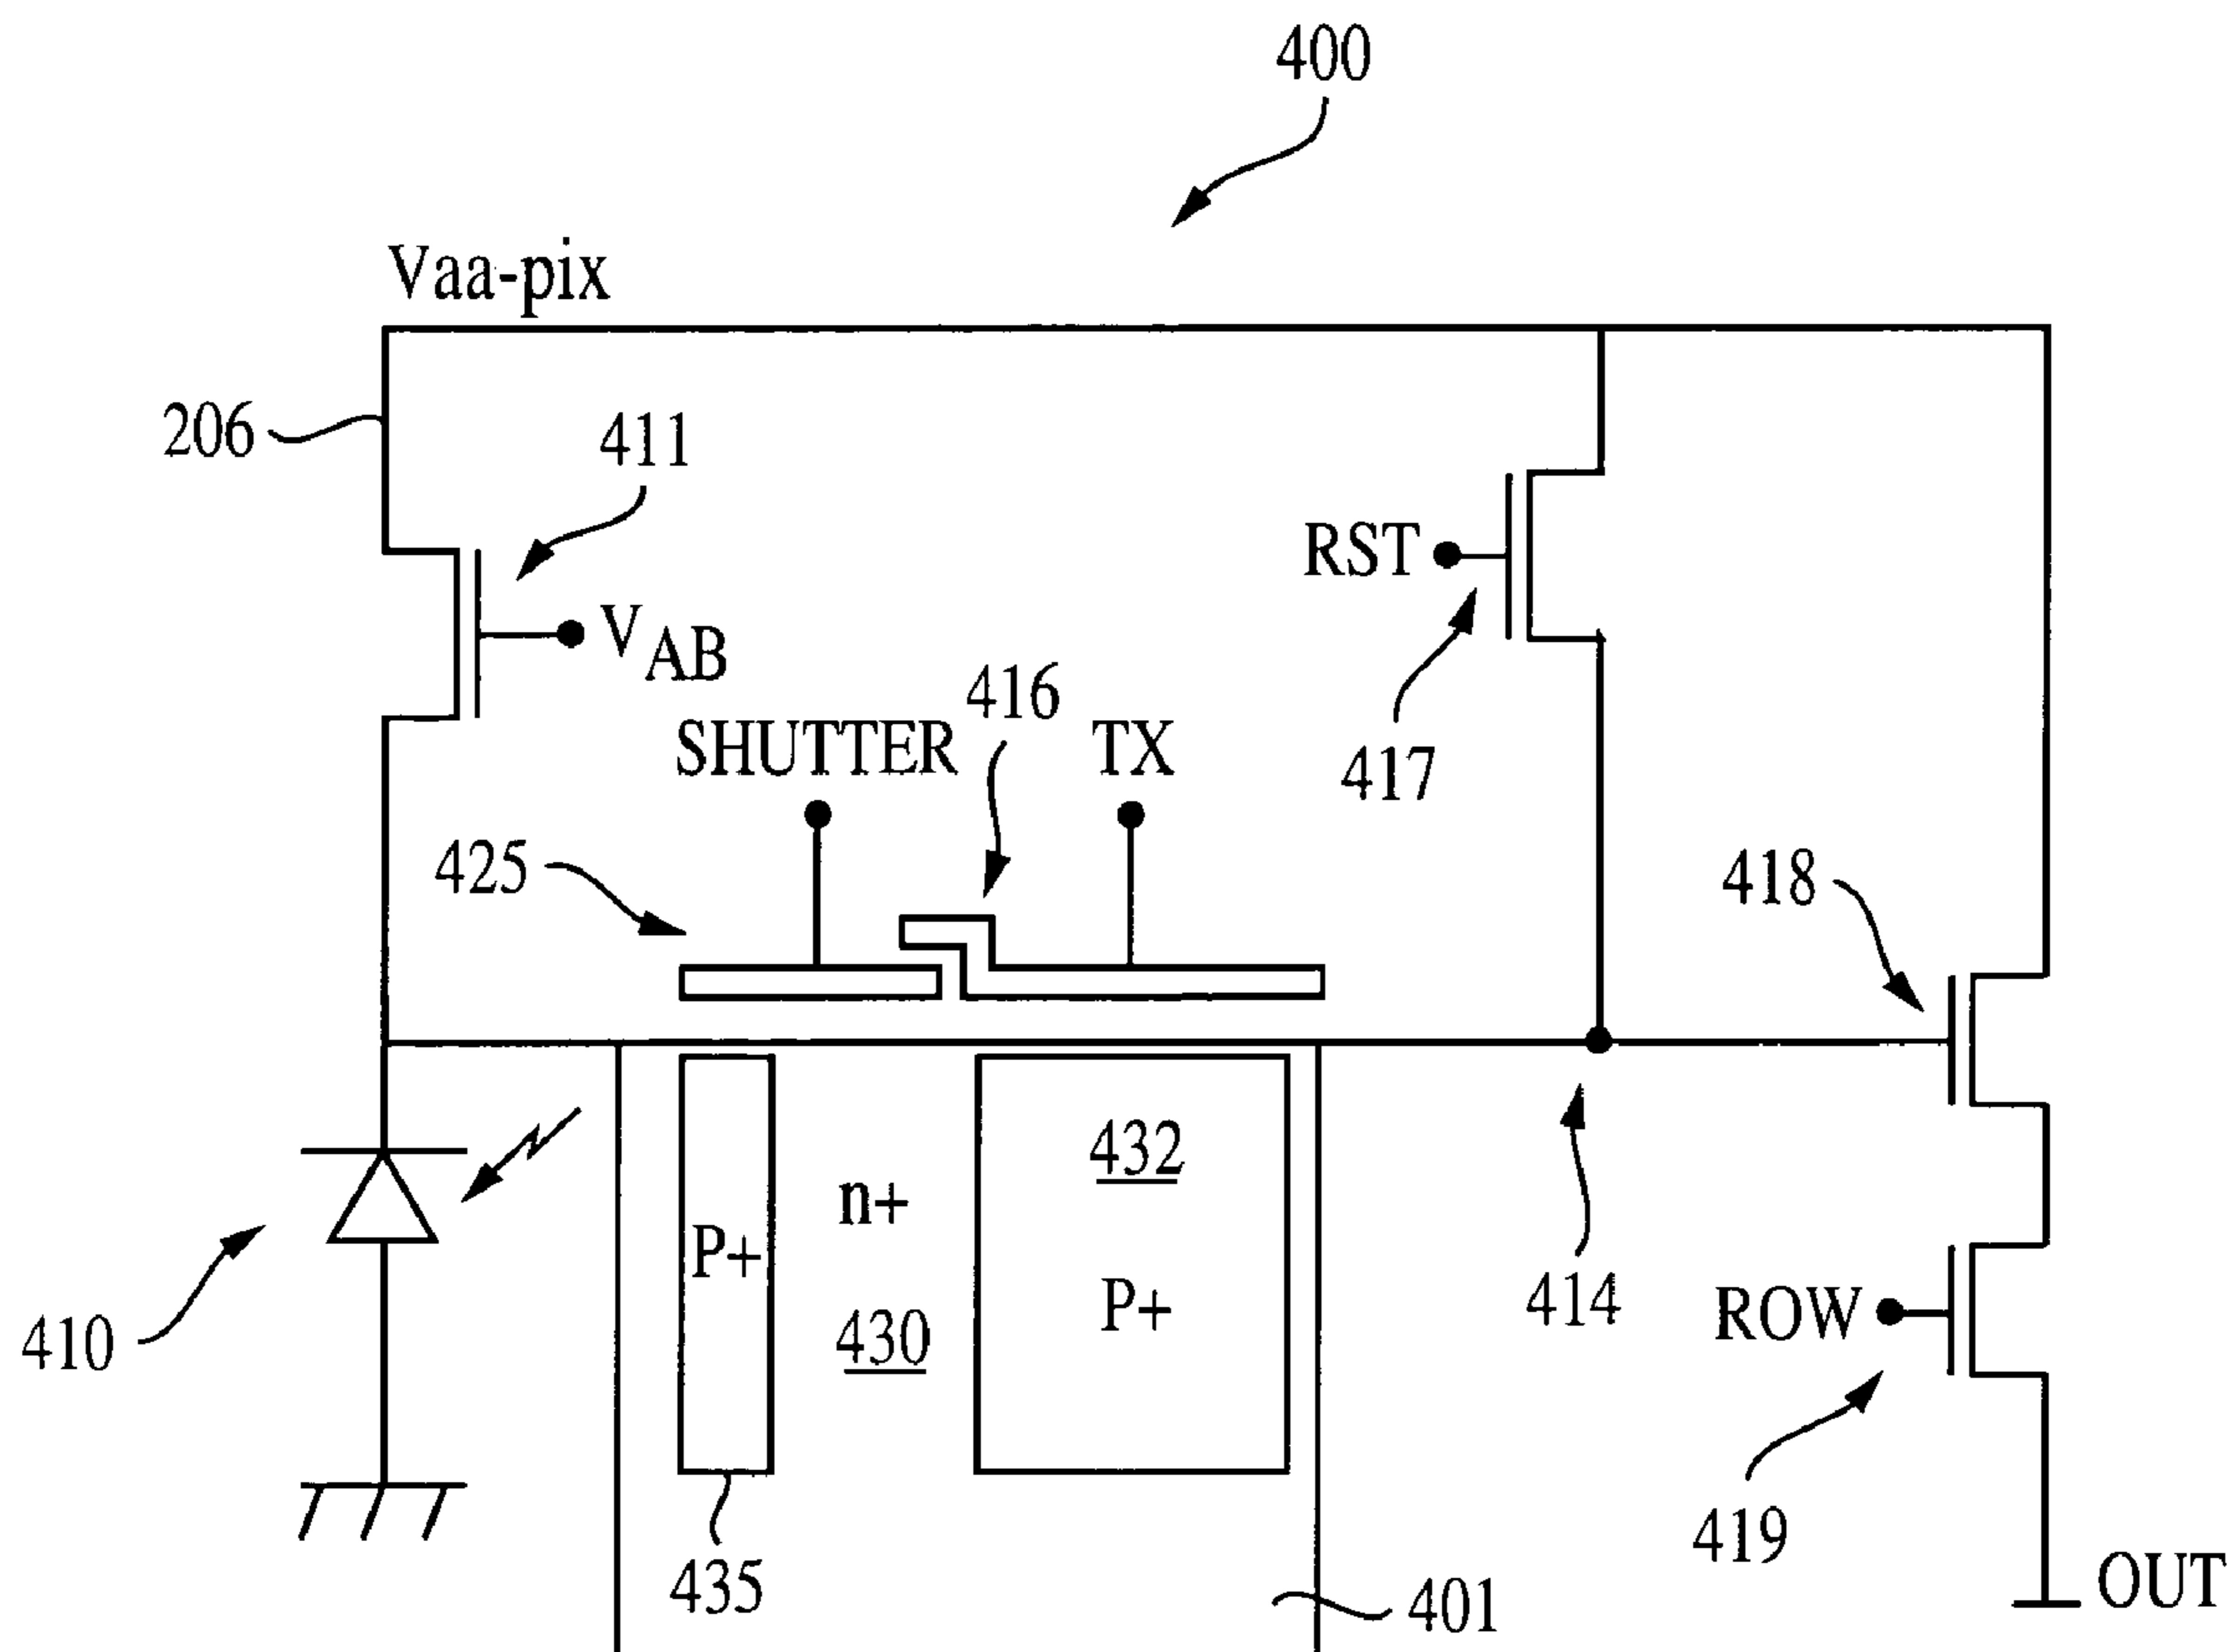 400
Vaa-pix
206
411
RST
VAB
416
SHUTTER
TX
417
425
418
432
n+
P+
P+
430
414
ROW
410
419
435
401
OUT